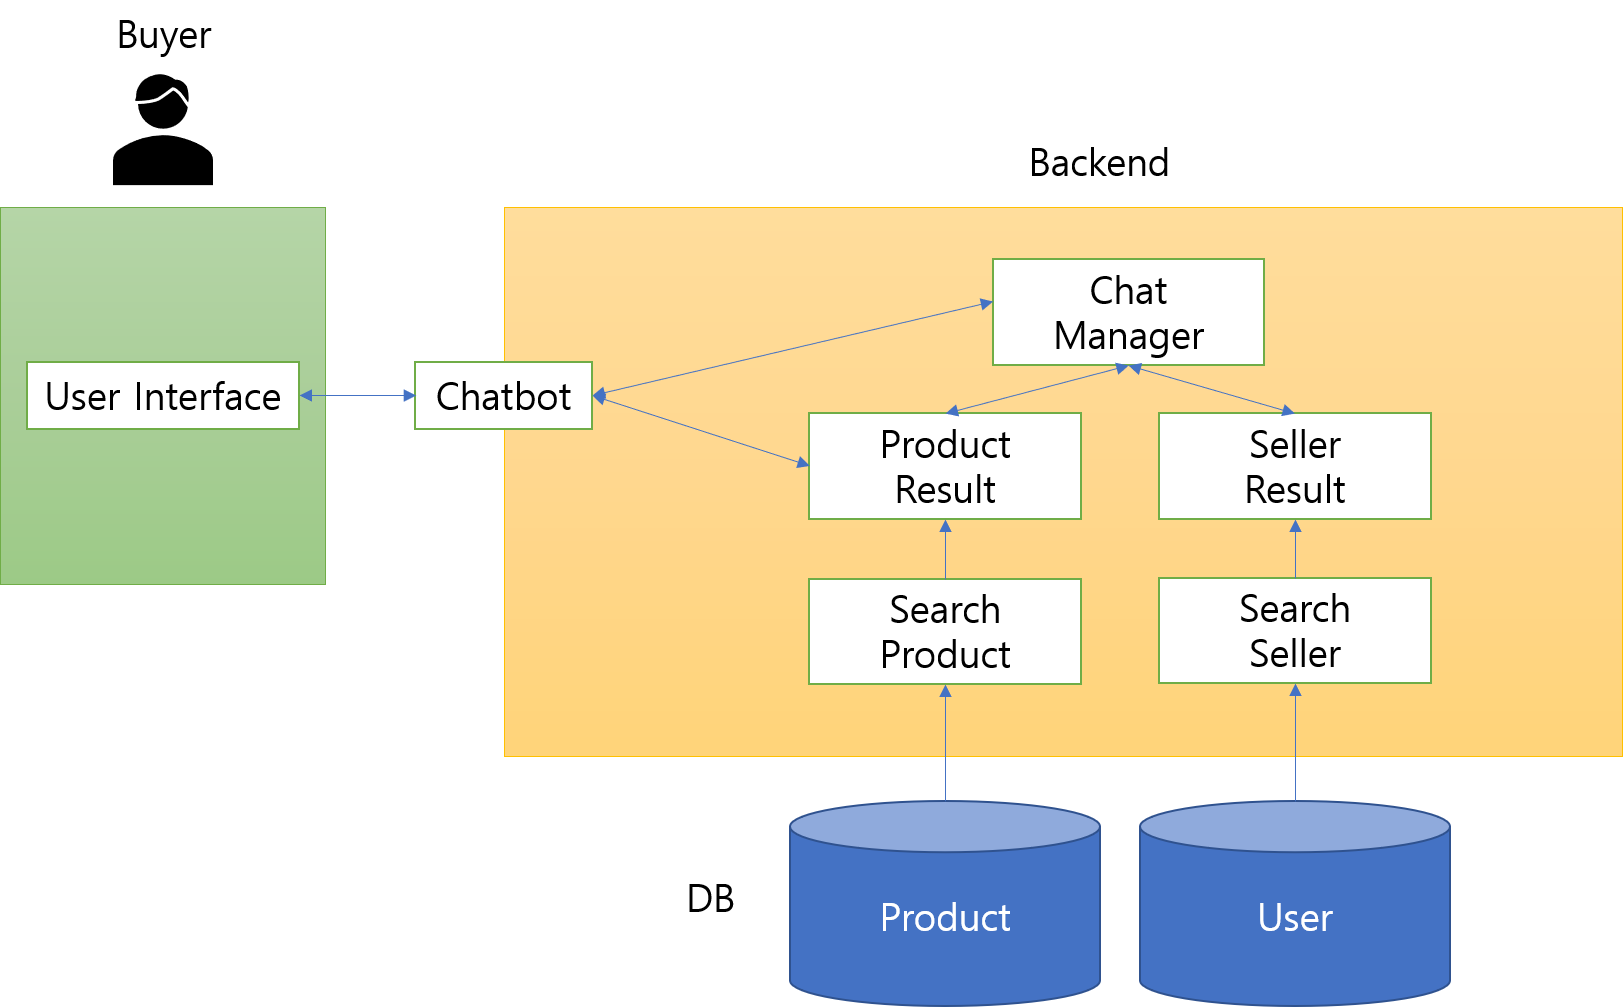 Buyer
Backend
Chat
Manager
User Interface
Chatbot
Product
Result
Seller
Result
Search
Product
Search
Seller
DB
Product
User